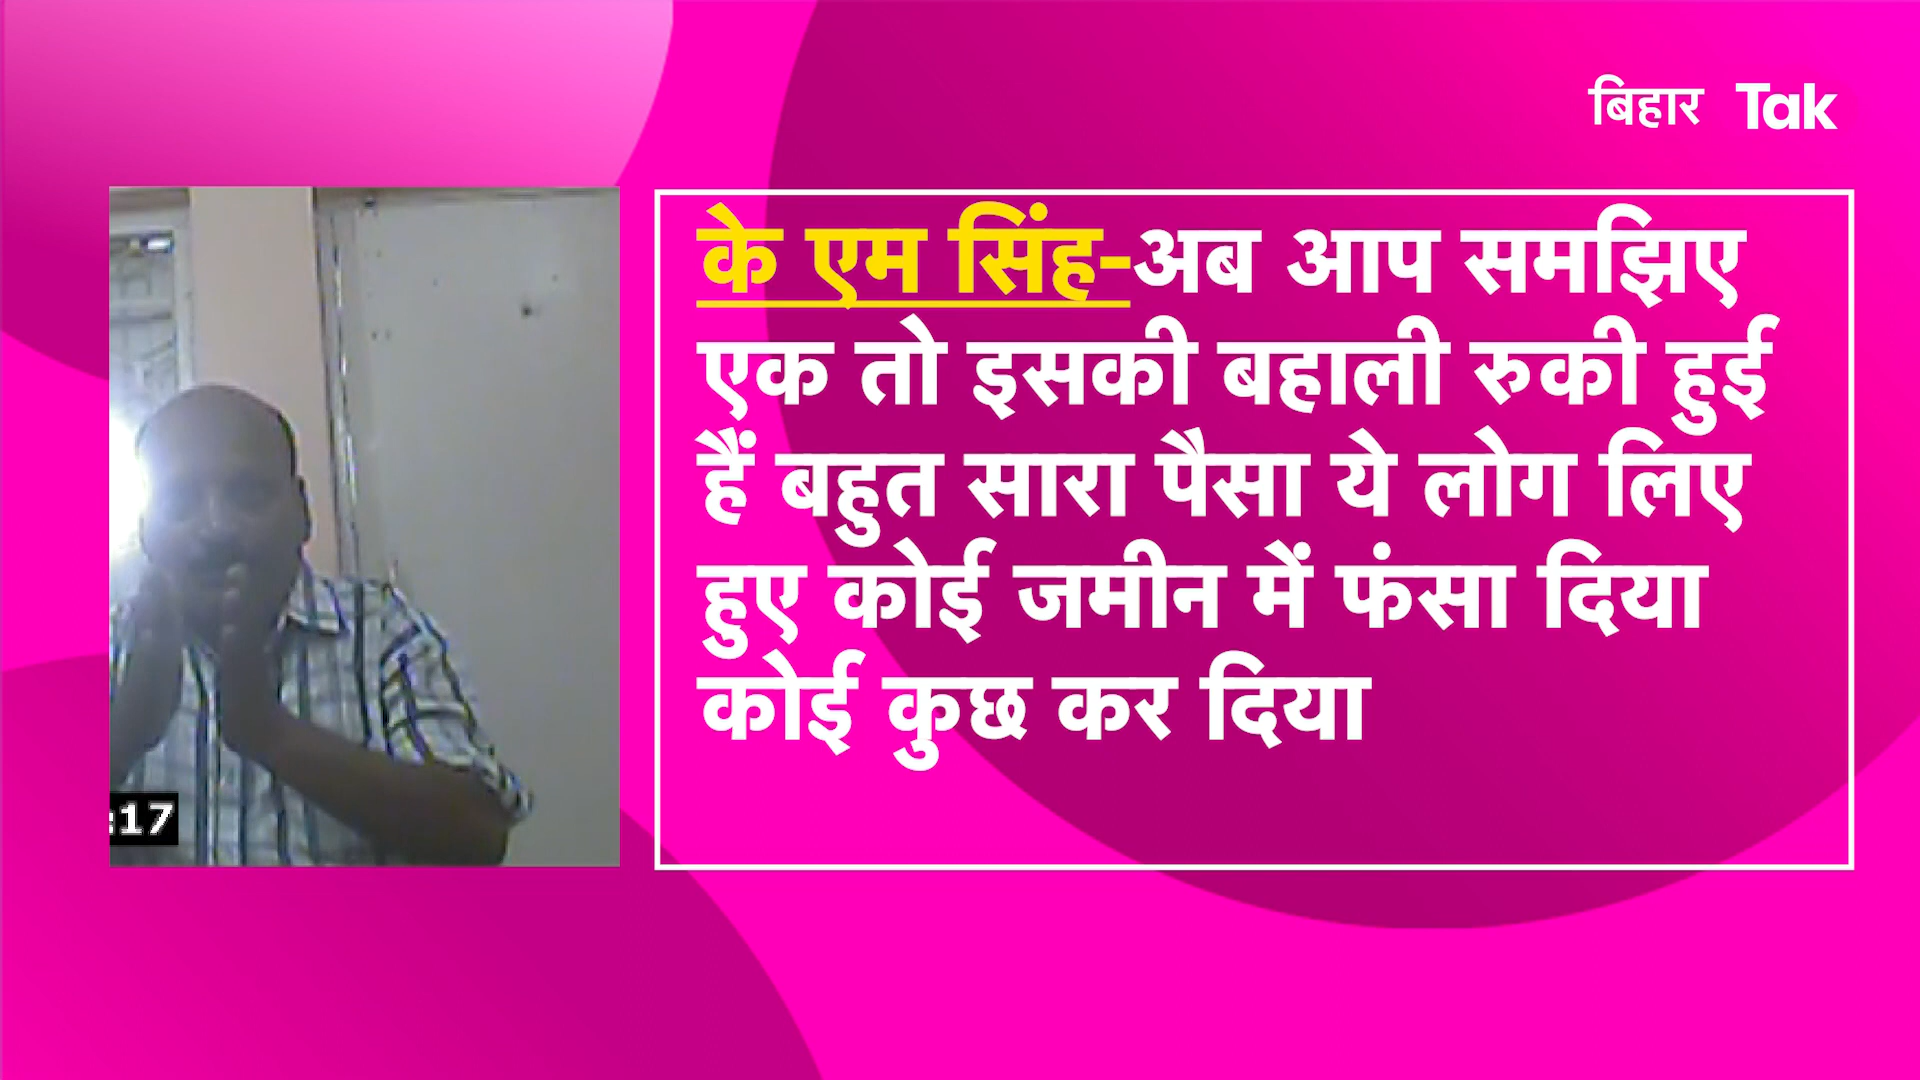 बिहार Tak
के एम सिंह-अब आप समझिए
एक तो इसकी बहाली रुकी हुई
हैं बहुत सारा पैसा ये लोग लिए
हुए कोई जमीन में फंसा दिया
कोई कुछ कर दिया
:17